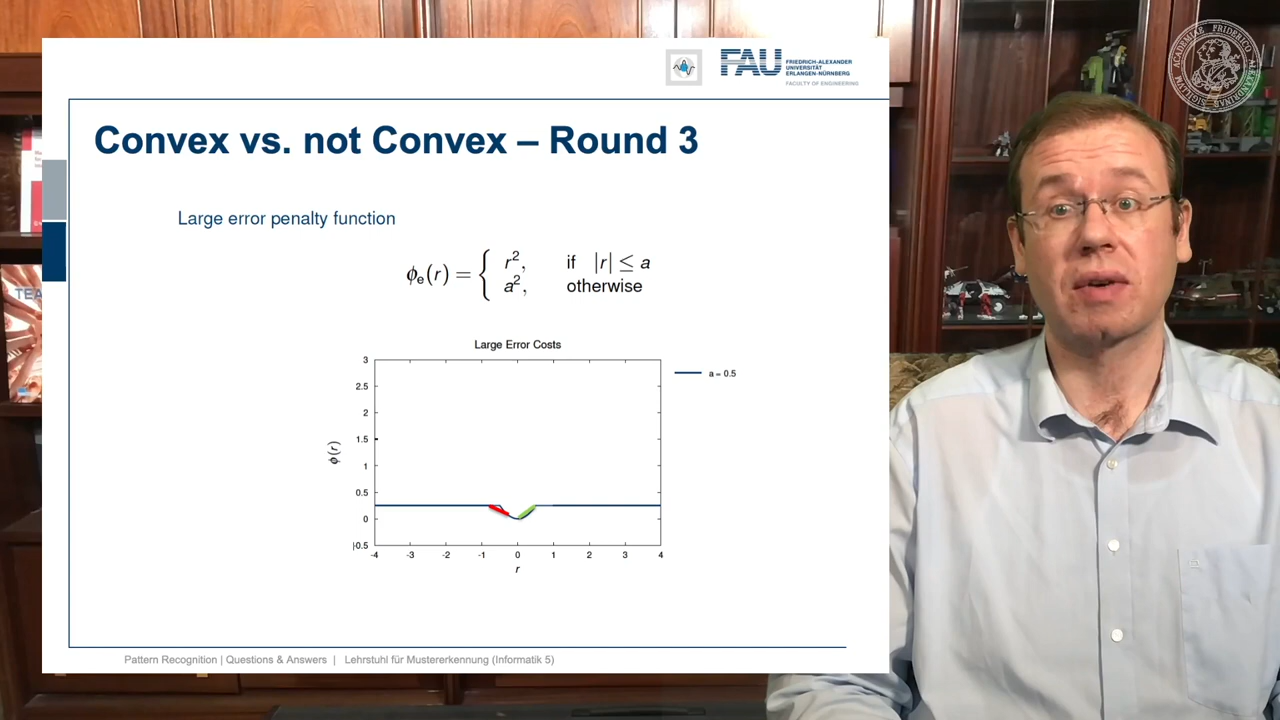 FAU
FRIEDRICH-ALEXANDER
UNIVERSITÄT
ERLANGEN-NÜRNBERG
FACULTY OF ENGINEERING
Convex vs. not Convex – Round 3
Large error penalty function
ϕe(r) = { r², if |r| ≤ a
a², otherwise
Large Error Costs
a = 0.5
3
2.5
2
1.5
1
0.5
0
-0.5
ϕ(r)
-4 -3 -2 -1 0 1 2 3 4
r
Pattern Recognition | Questions & Answers | Lehrstuhl für Mustererkennung (Informatik 5)
TEA